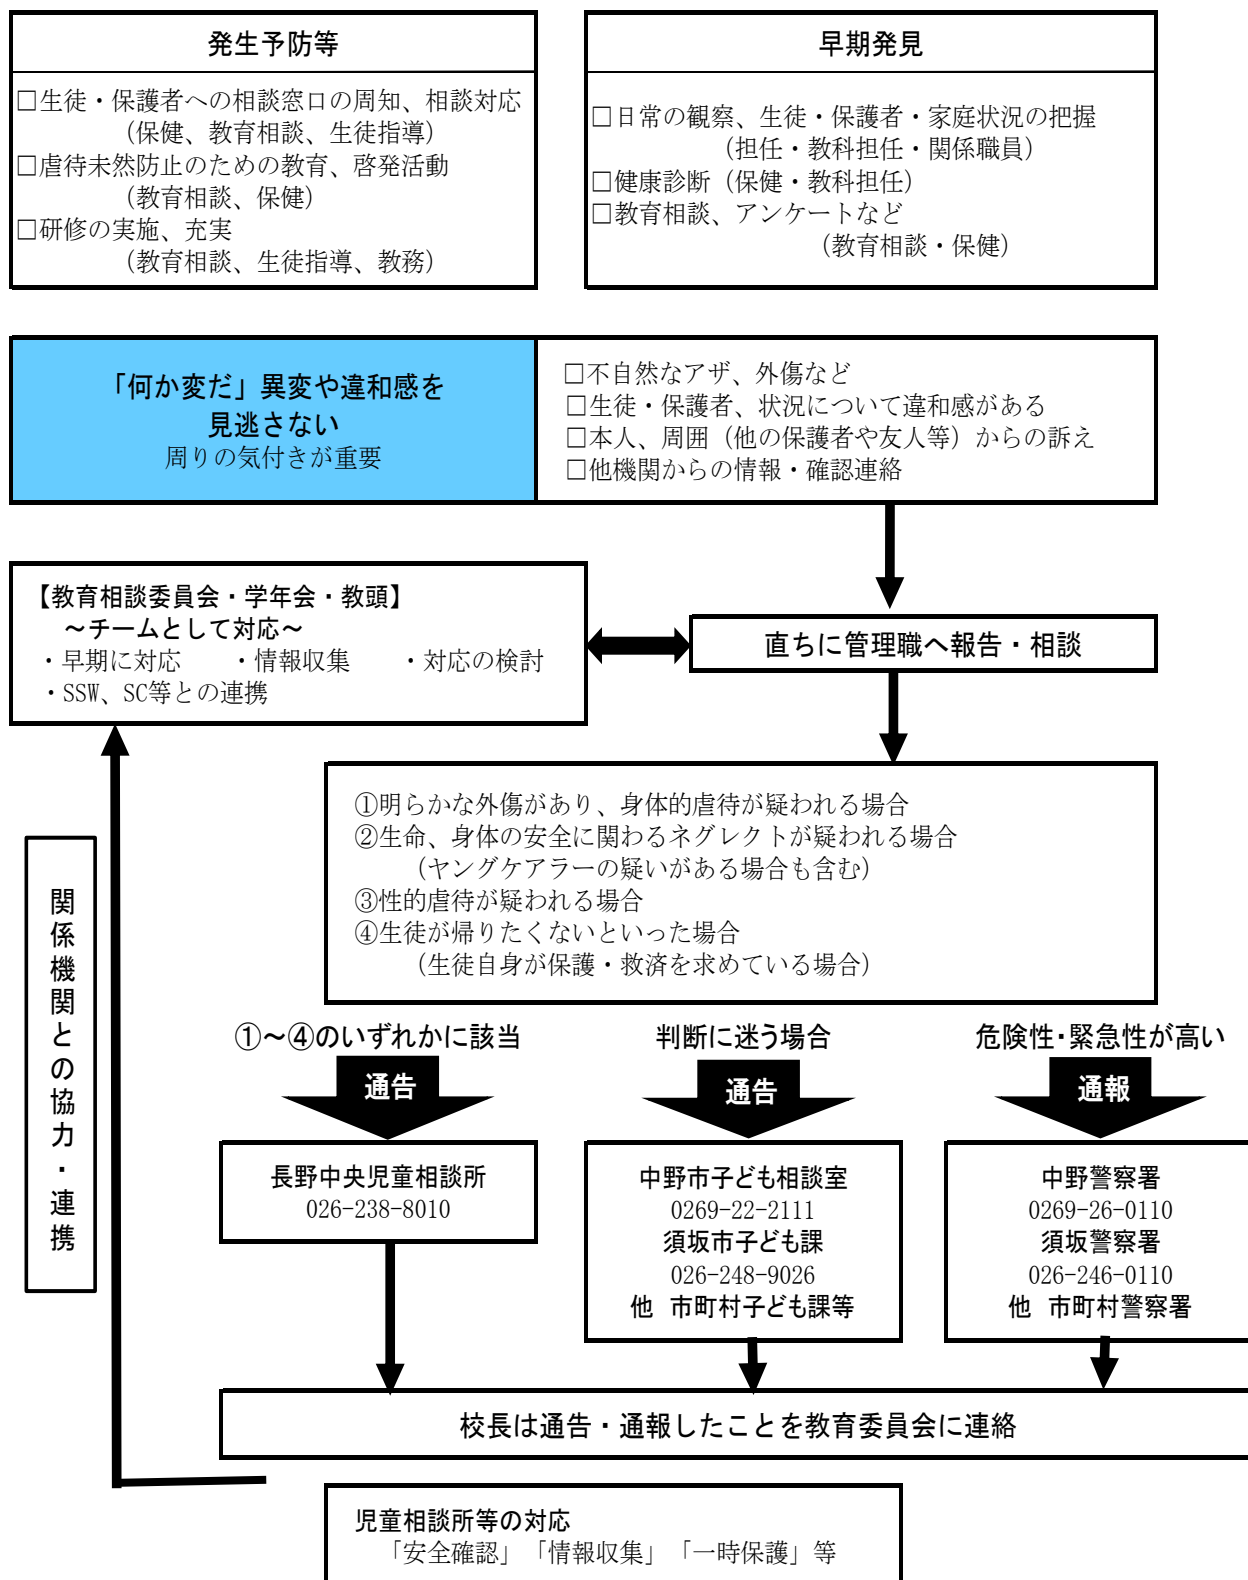 発生予防等
□生徒・保護者への相談窓口の周知、相談対応
（保健、教育相談、生徒指導）
□虐待未然防止のための教育、啓発活動
（教育相談、保健）
□研修の実施、充実
（教育相談、生徒指導、教務）
早期発見
□日常の観察、生徒・保護者・家庭状況の把握
（担任・教科担任・関係職員）
□健康診断（保健・教科担任）
□教育相談、アンケートなど
（教育相談・保健）
「何か変だ」異変や違和感を
見逃さない
周りの気付きが重要
□不自然なアザ、外傷など
□生徒・保護者、状況について違和感がある
□本人、周囲（他の保護者や友人等）からの訴え
□他機関からの情報・確認連絡
【教育相談委員会・学年会・教頭】
～チームとして対応～
・早期に対応　・情報収集　・対応の検討
・SSW、SC等との連携
直ちに管理職へ報告・相談
①明らかな外傷があり、身体的虐待が疑われる場合
②生命、身体の安全に関わるネグレクトが疑われる場合
（ヤングケアラーの疑いがある場合も含む）
③性的虐待が疑われる場合
④生徒が帰りたくないといった場合
（生徒自身が保護・救済を求めている場合）
関係機関との協力・連携
①～④のいずれかに該当
通告
長野中央児童相談所
026-238-8010
判断に迷う場合
通告
中野市子ども相談室
0269-22-2111
須坂市子ども課
026-248-9026
他　市町村子ども課等
危険性・緊急性が高い
通報
中野警察署
0269-26-0110
須坂警察署
026-246-0110
他　市町村警察署
校長は通告・通報したことを教育委員会に連絡
児童相談所等の対応
「安全確認」「情報収集」「一時保護」等